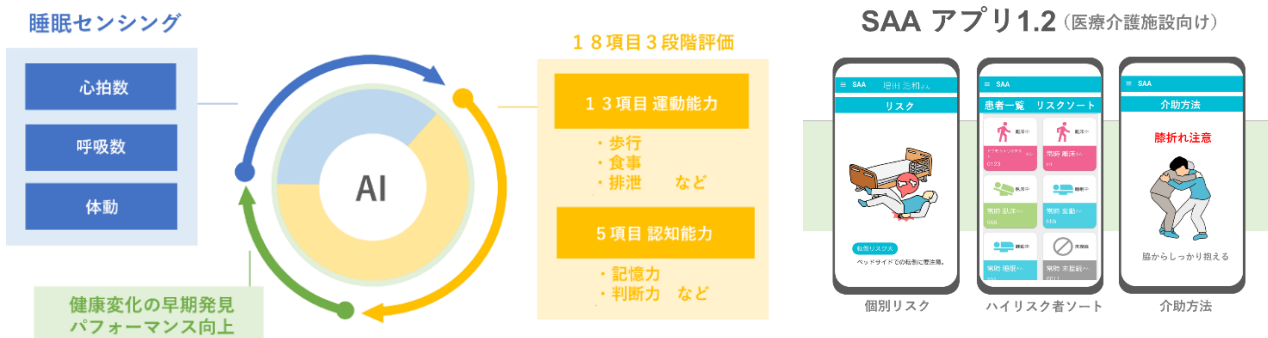 睡眠センシング
心拍数
呼吸数
体動
AI
健康変化の早期発見
パフォーマンス向上
18項目3段階評価
13項目 運動能力
・歩行
・食事
・排泄 など
5項目 認知能力
・記憶力
・判断力 など
SAA アプリ1.2(医療介護施設向け)
≡ SAA
リスク
転倒リスク大
ベッドサイドでの転倒に要注意。
個別リスク
≡ SAA
患者一覧 リスクソート
ハイリスク者ソート
≡ SAA
介助方法
膝折れ注意
脇からしっかり抱える
介助方法